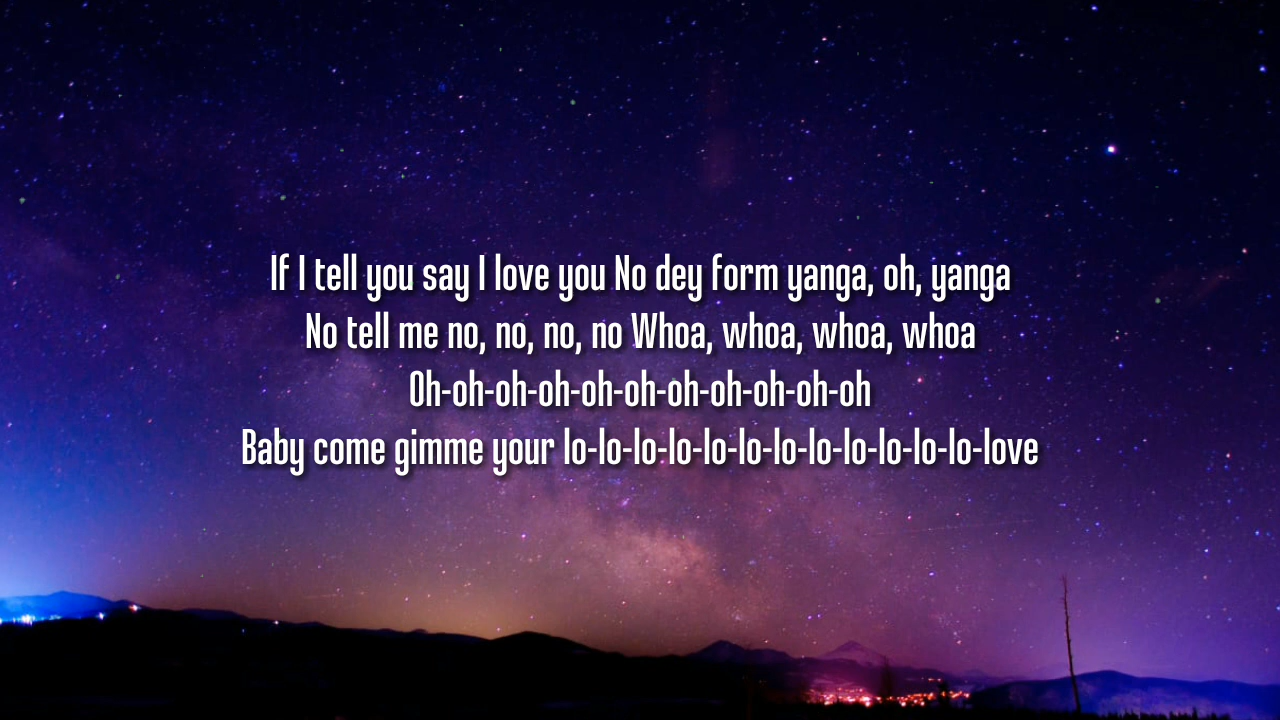 If I tell you say I love you No dey form yanga, oh, yanga
No tell me no, no, no, no Whoa, whoa, whoa, whoa
Oh-oh-oh-oh-oh-oh-oh-oh-oh-oh-oh
Baby come gimme your lo-lo-lo-lo-lo-lo-lo-lo-lo-lo-lo-lo-love